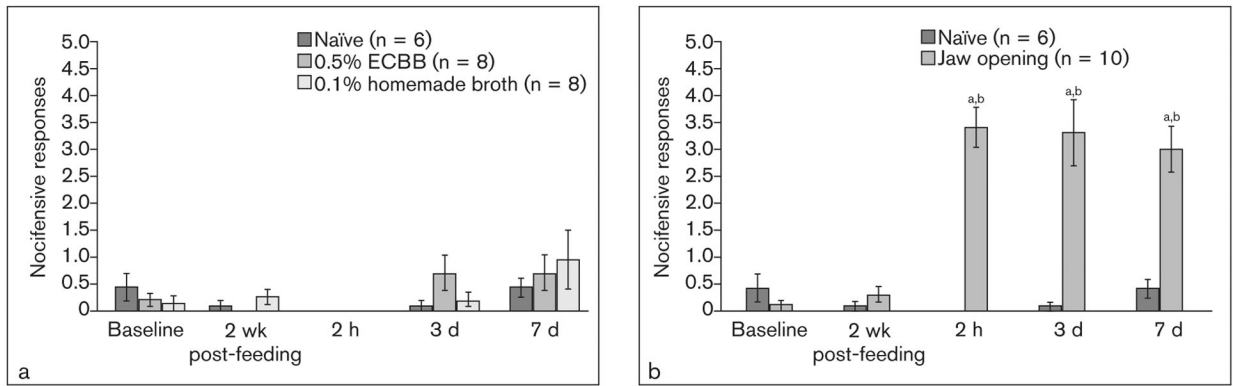 Naïve (n = 6)
0.5% ECBB (n = 8)
0.1% homemade broth (n = 8)
Nocifensive responses
5.0
4.5
4.0
3.5
3.0
2.5
2.0
1.5
1.0
0.5
0
Baseline 2 wk 2 h 3 d 7 d
post-feeding
a
Naïve (n = 6)
Jaw opening (n = 10)
Nocifensive responses
5.0
4.5
4.0
3.5
3.0
2.5
2.0
1.5
1.0
0.5
0
a,b
a,b
a,b
Baseline 2 wk 2 h 3 d 7 d
post-feeding
b